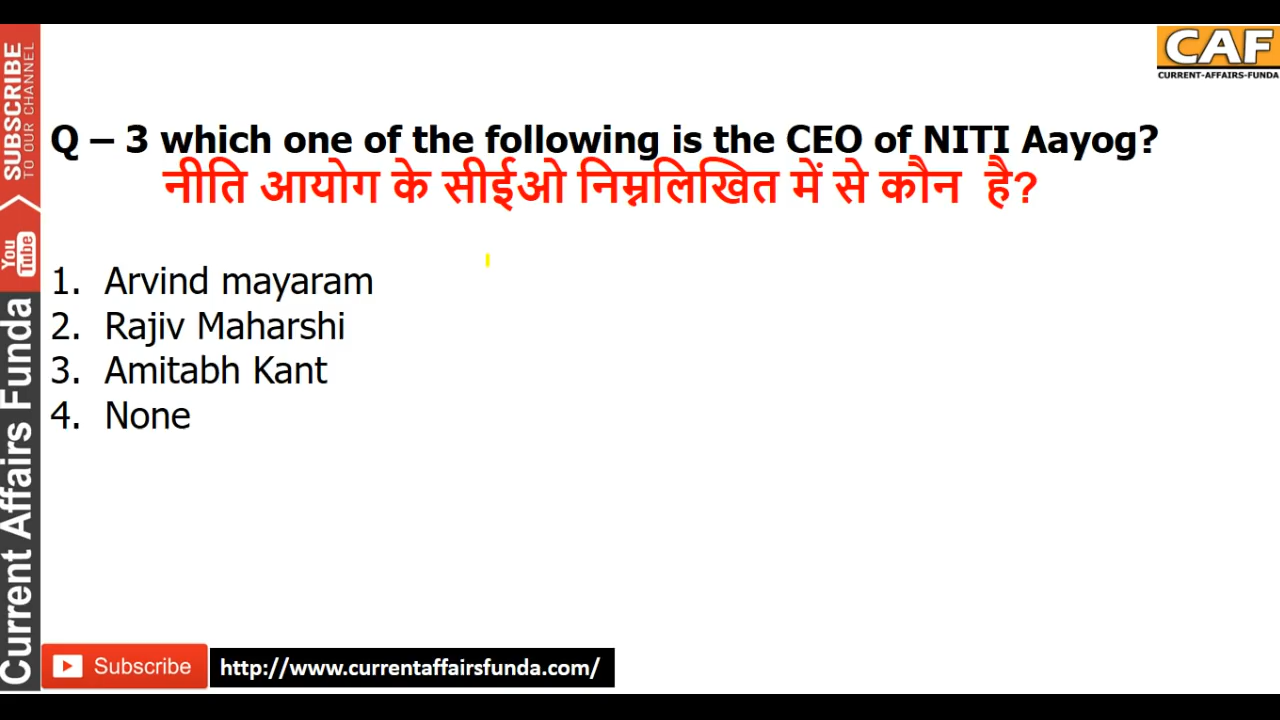 CAF
CURRENT-AFFAIRS-FUNDA
SUBSCRIBE
TO OUR CHANNEL
You
Tube
Current Affairs Funda
Q – 3 which one of the following is the CEO of NITI Aayog?
नीति आयोग के सीईओ निम्नलिखित में से कौन है?
1. Arvind mayaram
2. Rajiv Maharshi
3. Amitabh Kant
4. None
Subscribe
http://www.currentaffairsfunda.com/